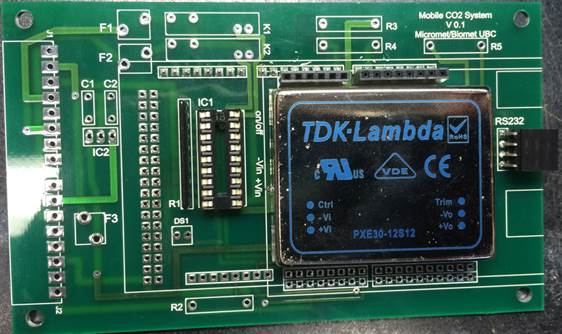 Mobile CO2 System
V 0.1
Micromet/Biomet UBC
F1
K1
R3
F2
K2
R4
R5
C1
C2
IC1
on/off
TDK·Lambda
RoHS
RS232
IC2
-Vin +Vin
c RU US
VDE
CE
R1
F3
DS1
Ctrl
-Vi
+Vi
Trim
-Vo
+Vo
PXE30-12S12
R2
J2